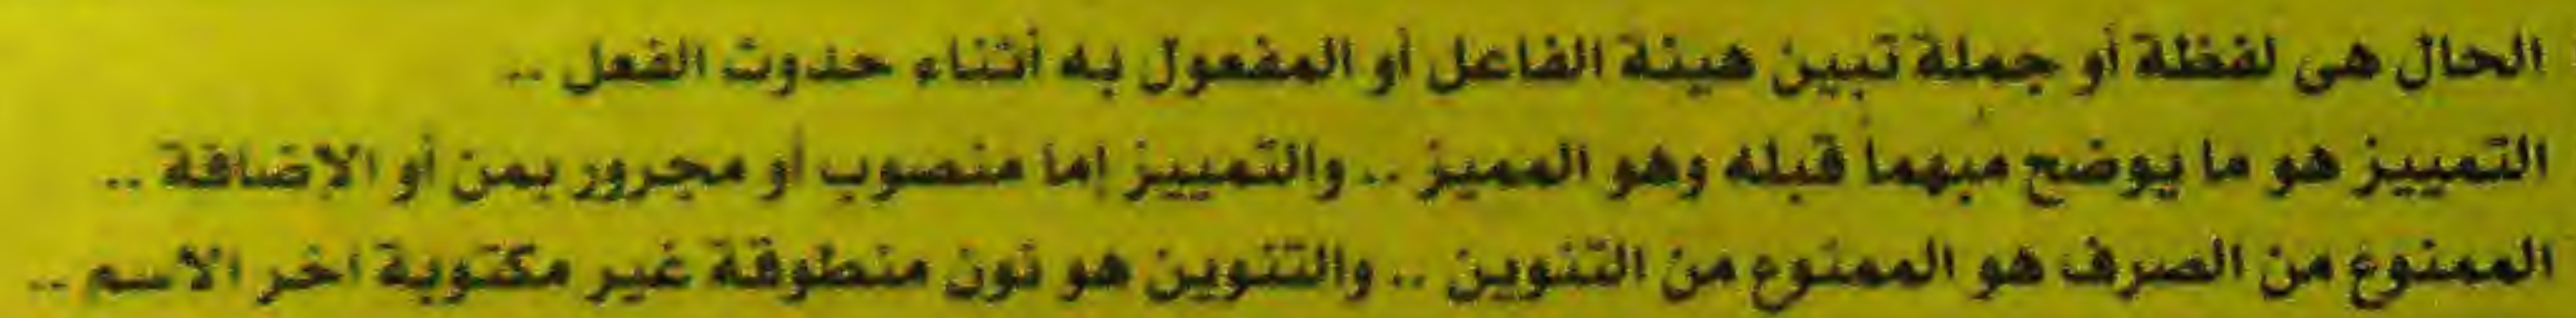 الحال هى لفظة أو جملة تبين هيئة الفاعل أو المفعول به أثناء حدوث الفعل ..
التمييز هو ما يوضح مبهماً قبله وهو المميز .. والتمييز إما منصوب أو مجرور بمن أو الاضافة ..
الممنوع من الصرف هو الممنوع من التنوين .. والتنوين هو نون منطوقة غير مكتوبة اخر الاسم ..